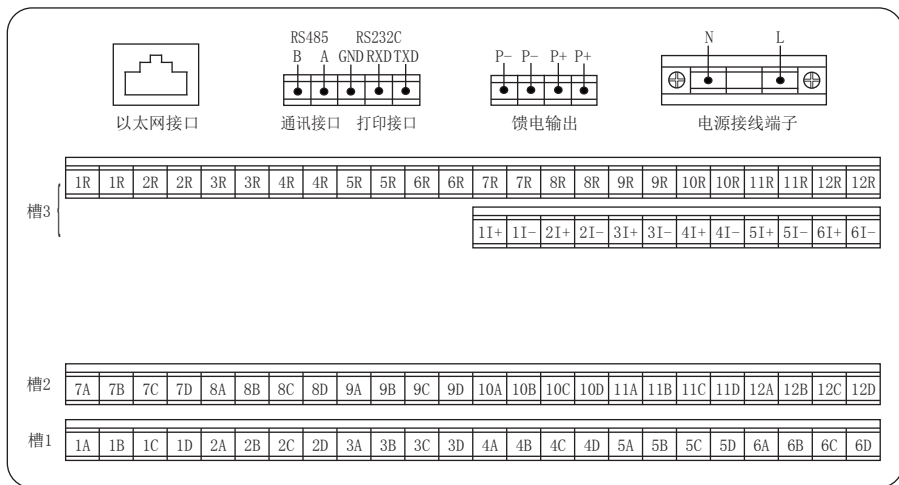 RS485 RS232C N L
B A GND RXD TXD P- P- P+ P+
以太网接口 通讯接口 打印接口 馈电输出 电源接线端子
1R 1R 2R 2R 3R 3R 4R 4R 5R 5R 6R 6R 7R 7R 8R 8R 9R 9R 10R 10R 11R 11R 12R 12R
槽3
1I+ 1I- 2I+ 2I- 3I+ 3I- 4I+ 4I- 5I+ 5I- 6I+ 6I-
槽2 7A 7B 7C 7D 8A 8B 8C 8D 9A 9B 9C 9D 10A 10B 10C 10D 11A 11B 11C 11D 12A 12B 12C 12D
槽1 1A 1B 1C 1D 2A 2B 2C 2D 3A 3B 3C 3D 4A 4B 4C 4D 5A 5B 5C 5D 6A 6B 6C 6D